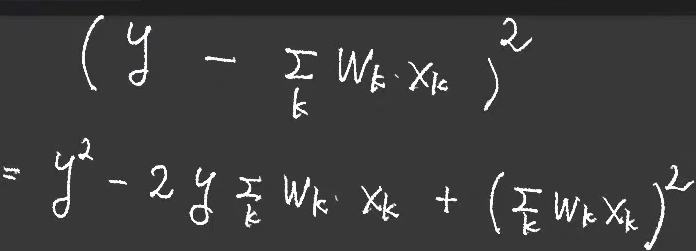 (y - Σ_k W_k · X_k)²
= y² - 2y Σ_k W_k · X_k + (Σ_k W_k X_k)²